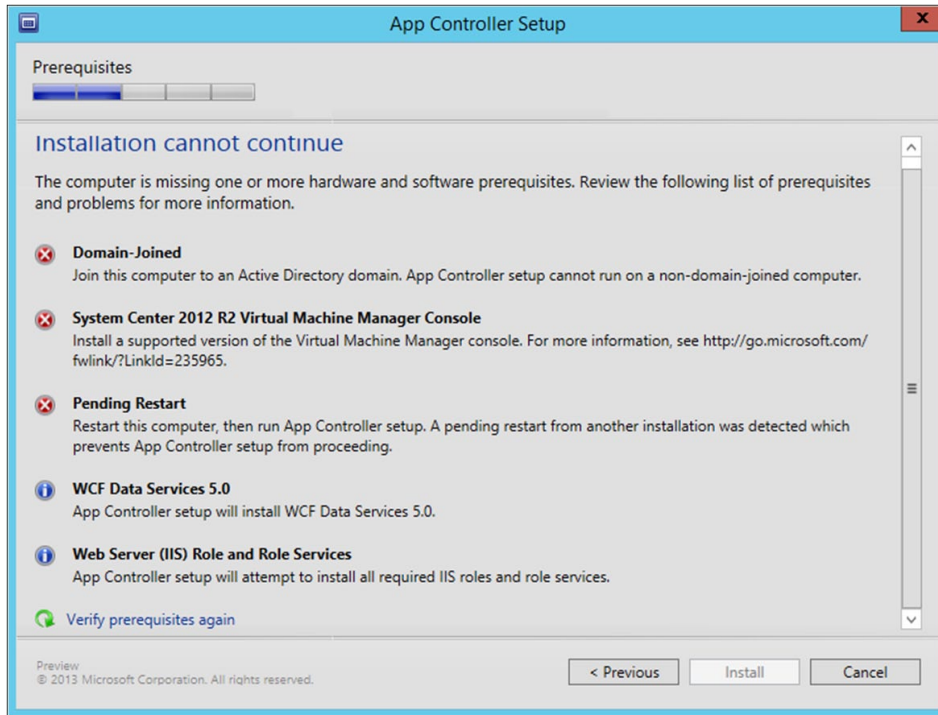 App Controller Setup
x
Prerequisites
Installation cannot continue
The computer is missing one or more hardware and software prerequisites. Review the following list of prerequisites
and problems for more information.
Domain-Joined
Join this computer to an Active Directory domain. App Controller setup cannot run on a non-domain-joined computer.
System Center 2012 R2 Virtual Machine Manager Console
Install a supported version of the Virtual Machine Manager console. For more information, see http://go.microsoft.com/
fwlink/?LinkId=235965.
Pending Restart
Restart this computer, then run App Controller setup. A pending restart from another installation was detected which
prevents App Controller setup from proceeding.
WCF Data Services 5.0
App Controller setup will install WCF Data Services 5.0.
Web Server (IIS) Role and Role Services
App Controller setup will attempt to install all required IIS roles and role services.
Verify prerequisites again
Preview
© 2013 Microsoft Corporation. All rights reserved.
< Previous
Install
Cancel